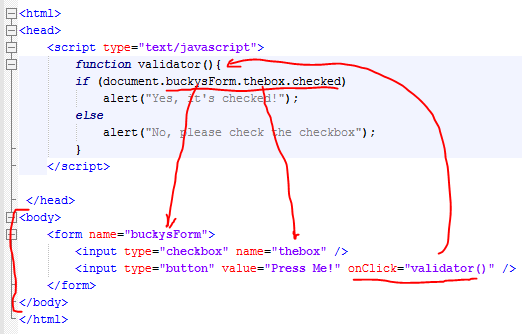 <html>
<head>
<script type="text/javascript">
function validator(){
if (document.buckysForm.thebox.checked)
alert("Yes, it's checked!");
else
alert("No, please check the checkbox");
}
</script>
</head>
<body>
<form name="buckysForm">
<input type="checkbox" name="thebox" />
<input type="button" value="Press Me!" onClick="validator()" />
</form>
</body>
</html>